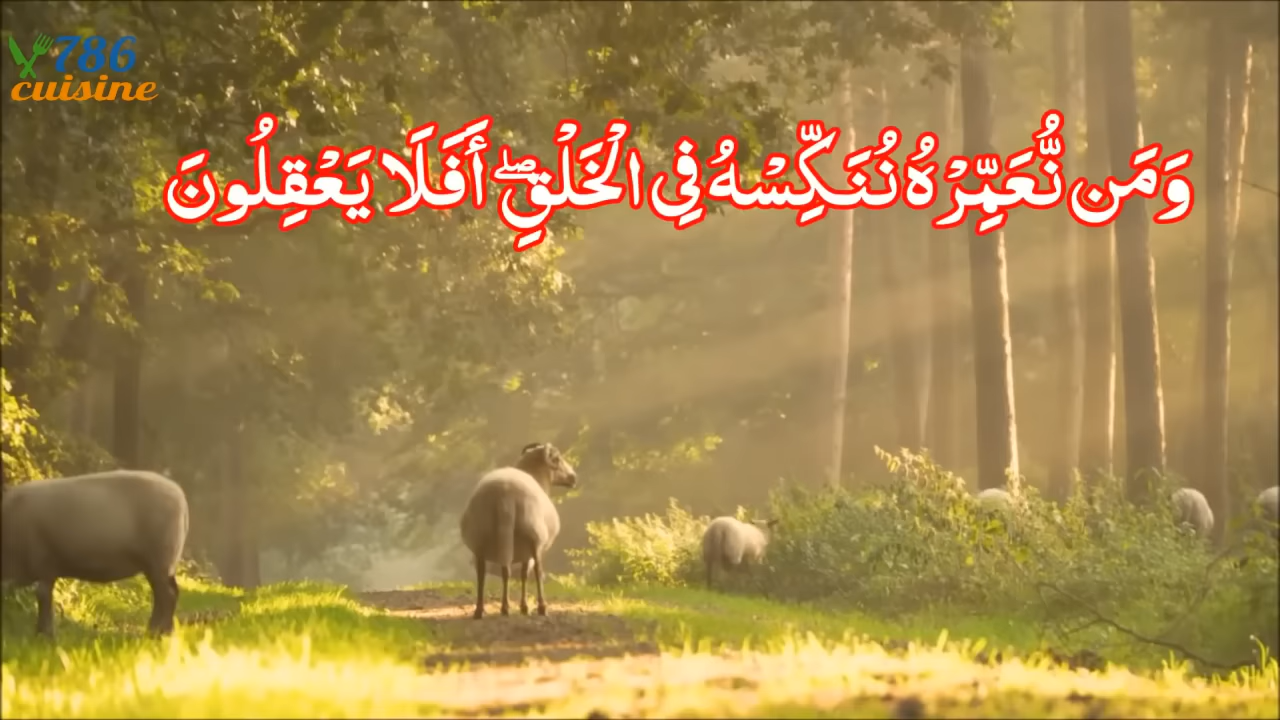 786
cuisine
وَمَن نُّعَمِّرْهُ نُنَكِّسْهُ فِي الْخَلْقِ ۖ أَفَلَا يَعْقِلُونَ